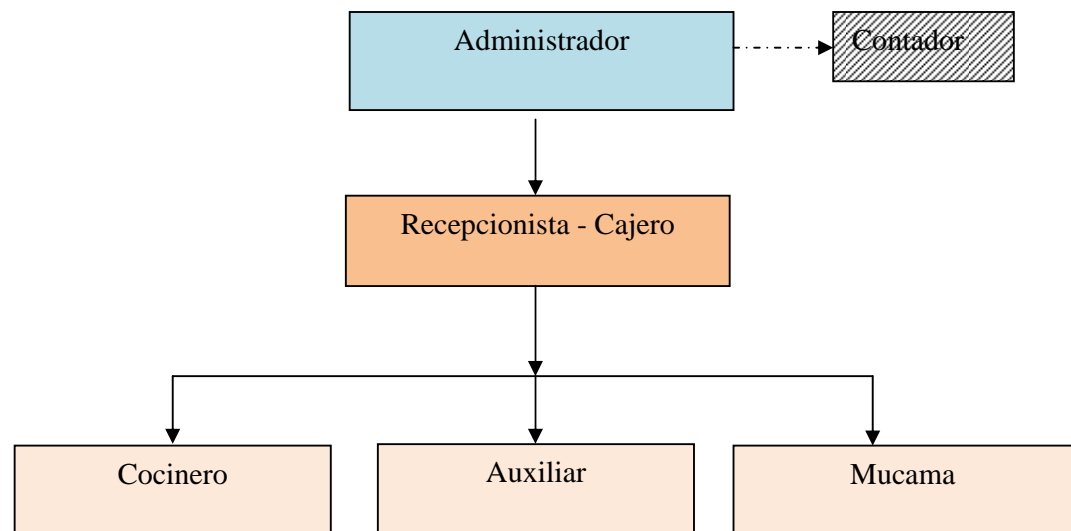 Administrador
Contador
Recepcionista - Cajero
Cocinero
Auxiliar
Mucama